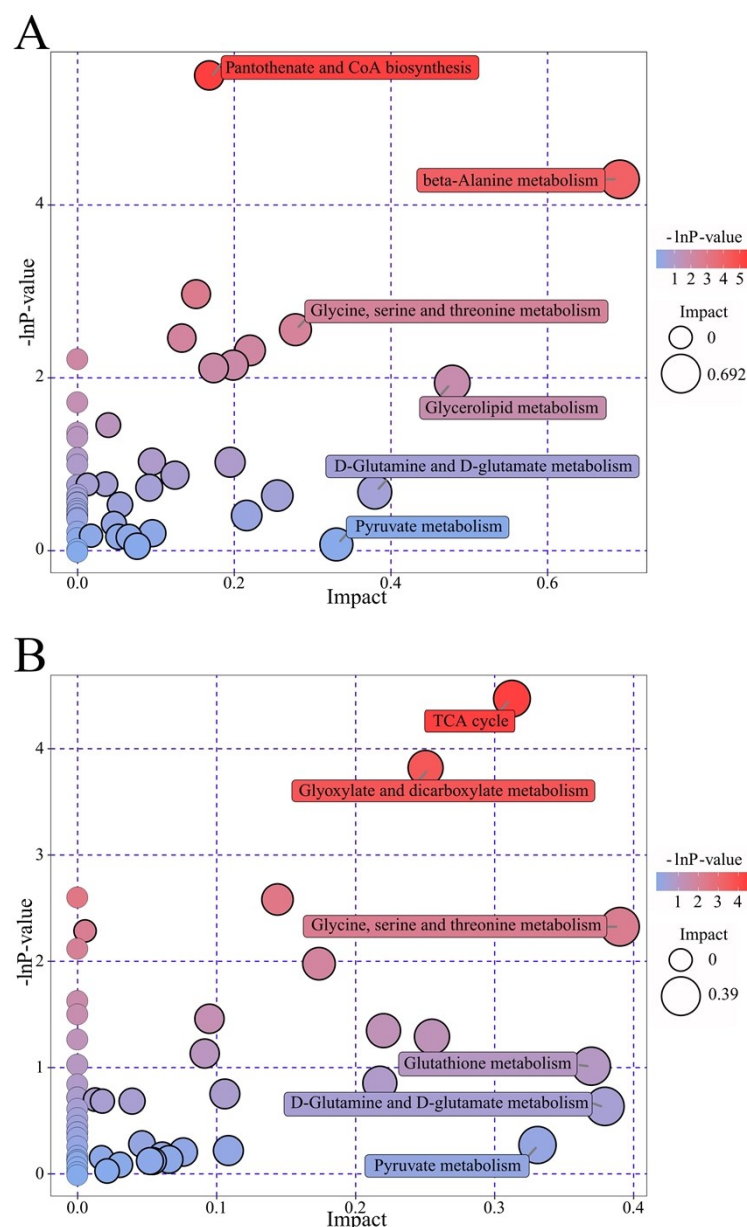 A
Pantothenate and CoA biosynthesis
beta-Alanine metabolism
4
-lnP-value
Glycine, serine and threonine metabolism
2
Glycerolipid metabolism
D-Glutamine and D-glutamate metabolism
Pyruvate metabolism
0
0.0 0.2 0.4 0.6
Impact
-lnP-value
1 2 3 4 5
Impact
0
0.692
B
TCA cycle
4
Glyoxylate and dicarboxylate metabolism
3
-lnP-value
Glycine, serine and threonine metabolism
2
Glutathione metabolism
1
D-Glutamine and D-glutamate metabolism
Pyruvate metabolism
0
0.0 0.1 0.2 0.3 0.4
Impact
-lnP-value
1 2 3 4
Impact
0
0.39